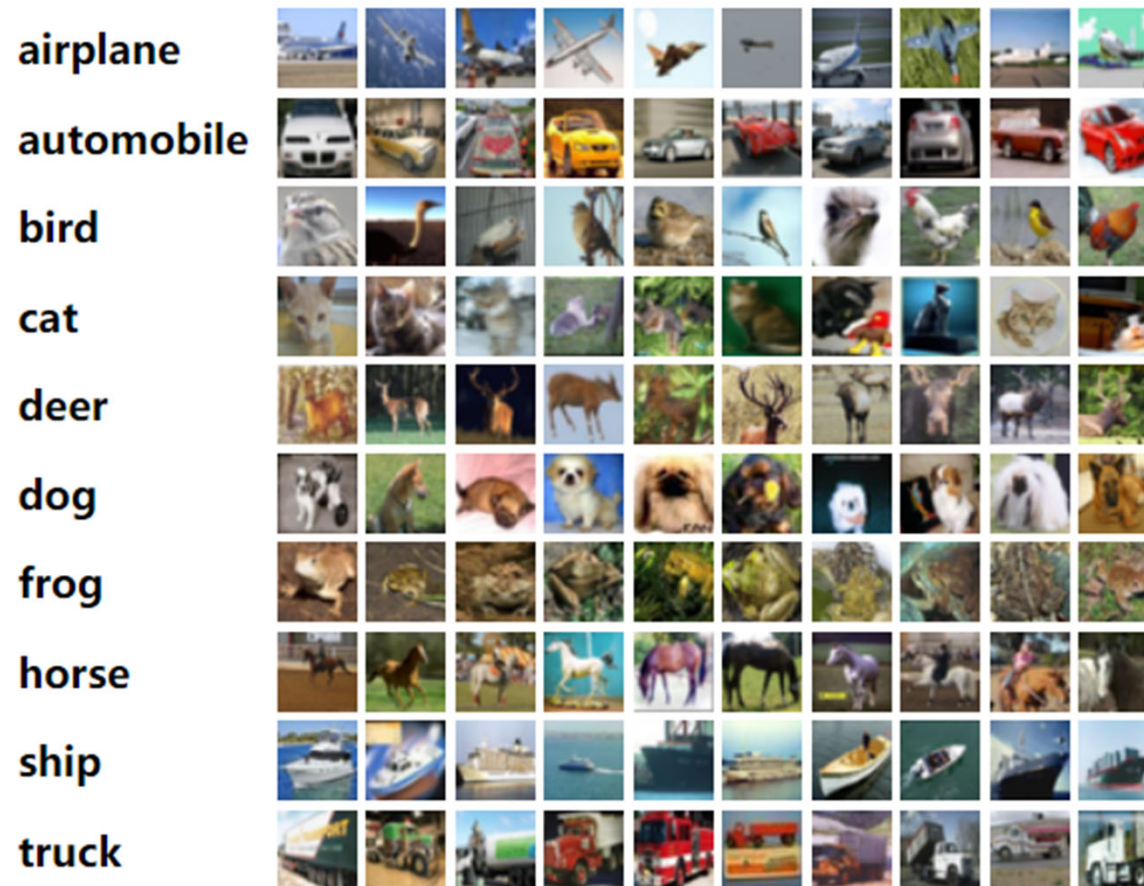 airplane
automobile
bird
cat
deer
dog
frog
horse
ship
truck